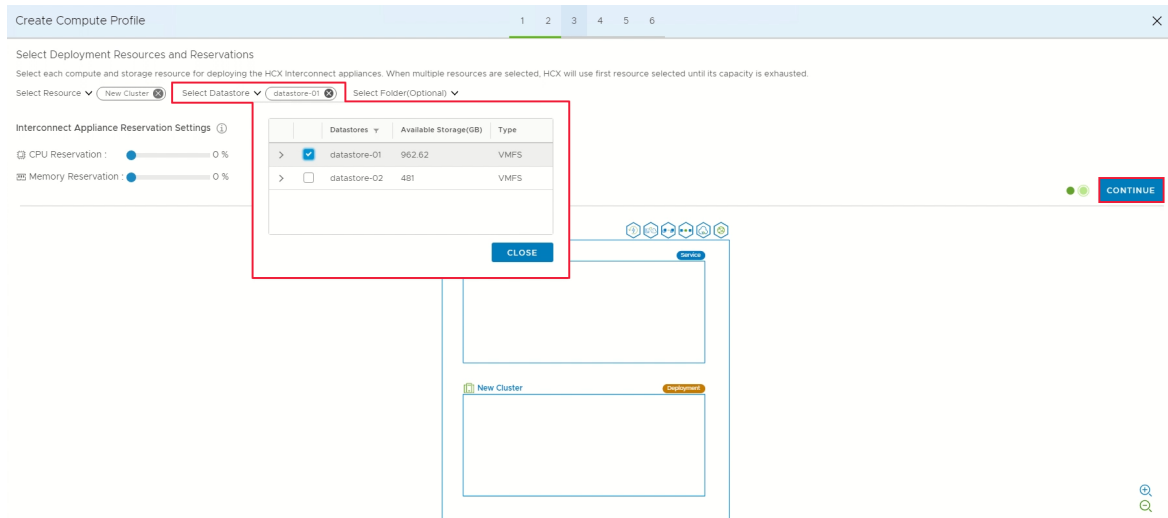 Create Compute Profile
1 2 3 4 5 6
Select Deployment Resources and Reservations
Select each compute and storage resource for deploying the HCX Interconnect appliances. When multiple resources are selected, HCX will use first resource selected until its capacity is exhausted.
Select Resource New Cluster Select Datastore datastore-01 Select Folder(Optional)
Interconnect Appliance Reservation Settings
CPU Reservation : 0 %
Memory Reservation : 0 %
Datastores Available Storage(GB) Type
datastore-01 962.62 VMFS
datastore-02 481 VMFS
CLOSE
CONTINUE
Service
New Cluster Deployment